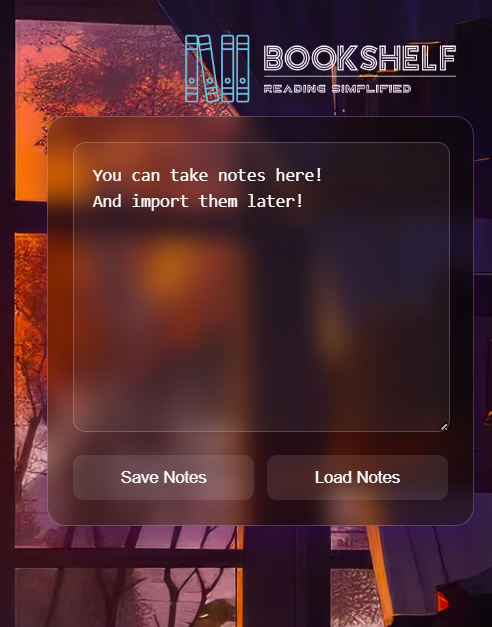 BOOKSHELF
READING SIMPLIFIED
You can take notes here!
And import them later!
Save Notes
Load Notes